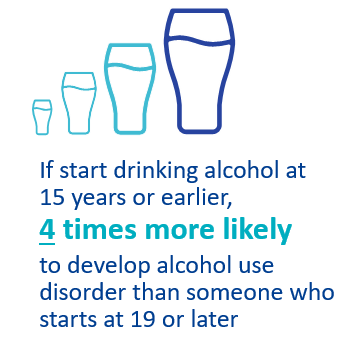 If start drinking alcohol at
15 years or earlier,
4 times more likely
to develop alcohol use
disorder than someone who
starts at 19 or later